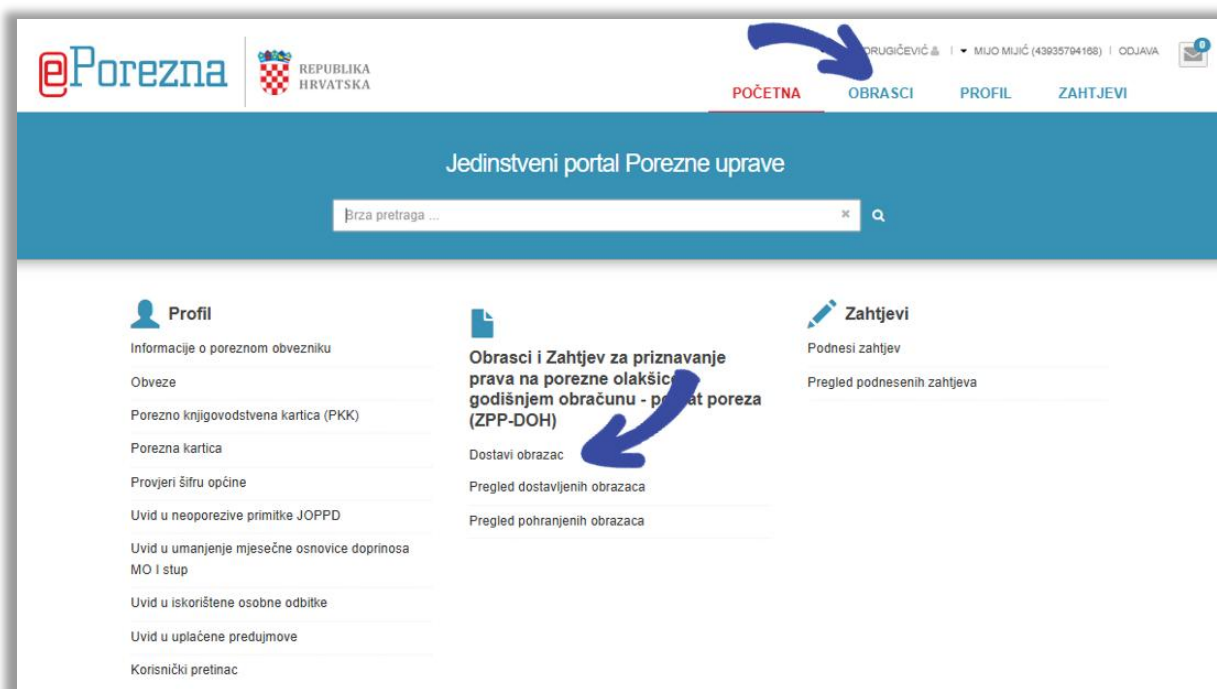 ePorezna
REPUBLIKA
HRVATSKA
DRUGIČEVIĆ | MIJO MIJIĆ (43935794168) | ODJAVA
0
POČETNA OBRASCI PROFIL ZAHTJEVI
Jedinstveni portal Porezne uprave
Brza pretraga ...
Profil
Informacije o poreznom obvezniku
Obveze
Porezno knjigovodstvena kartica (PKK)
Porezna kartica
Provjeri šifru općine
Uvid u neoporezive primitke JOPPD
Uvid u umanjenje mjesečne osnovice doprinosa
MO I stup
Uvid u iskorištene osobne odbitke
Uvid u uplaćene predujmove
Korisnički pretinac
Obrasci i Zahtjev za priznavanje
prava na porezne olakšice
godišnjem obračunu - poreza
(ZPP-DOH)
Dostavi obrazac
Pregled dostavljenih obrazaca
Pregled pohranjenih obrazaca
Zahtjevi
Podnesi zahtjev
Pregled podnesenih zahtjeva